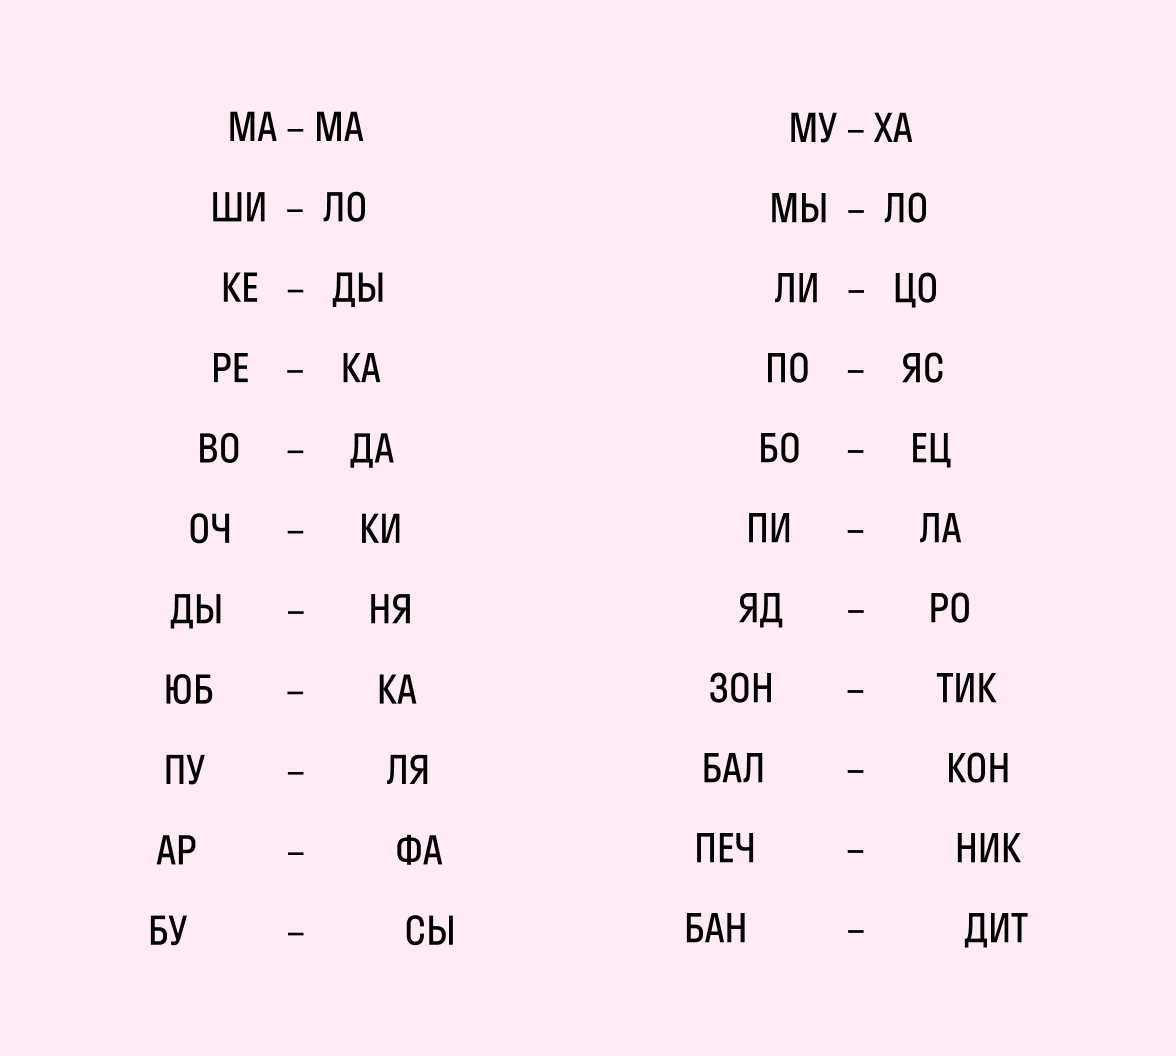 МА – МА
ШИ – ЛО
КЕ – ДЫ
РЕ – КА
ВО – ДА
ОЧ – КИ
ДЫ – НЯ
ЮБ – КА
ПУ – ЛЯ
АР – ФА
БУ – СЫ
МУ – ХА
МЫ – ЛО
ЛИ – ЦО
ПО – ЯС
БО – ЕЦ
ПИ – ЛА
ЯД – РО
ЗОН – ТИК
БАЛ – КОН
ПЕЧ – НИК
БАН – ДИТ